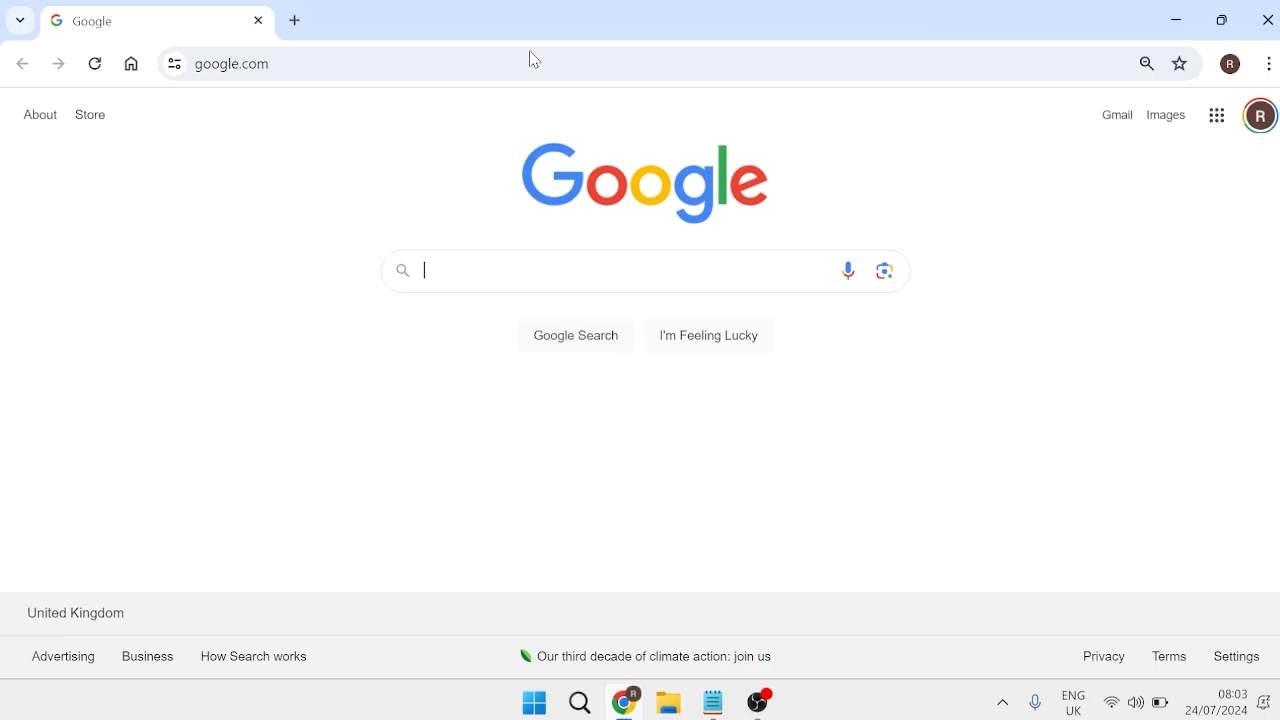 Google
google.com
R
About Store
Gmail Images
R
Google
Google Search I'm Feeling Lucky
United Kingdom
Advertising Business How Search works
Our third decade of climate action: join us
Privacy Terms Settings
R
ENG
UK
08:03
24/07/2024